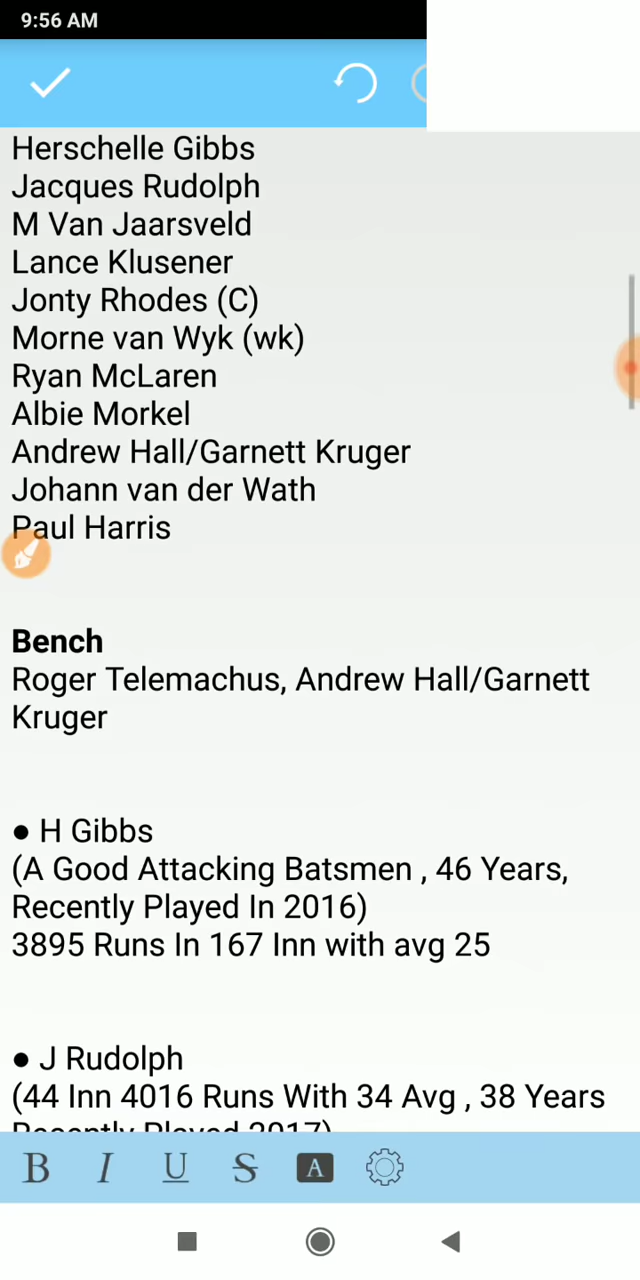 9:56 AM
Herschelle Gibbs
Jacques Rudolph
M Van Jaarsveld
Lance Klusener
Jonty Rhodes (C)
Morne van Wyk (wk)
Ryan McLaren
Albie Morkel
Andrew Hall/Garnett Kruger
Johann van der Wath
Paul Harris
Bench
Roger Telemachus, Andrew Hall/Garnett
Kruger
● H Gibbs
(A Good Attacking Batsmen , 46 Years,
Recently Played In 2016)
3895 Runs In 167 Inn with avg 25
● J Rudolph
(44 Inn 4016 Runs With 34 Avg , 38 Years
Recently Played 2017)
B I U S A